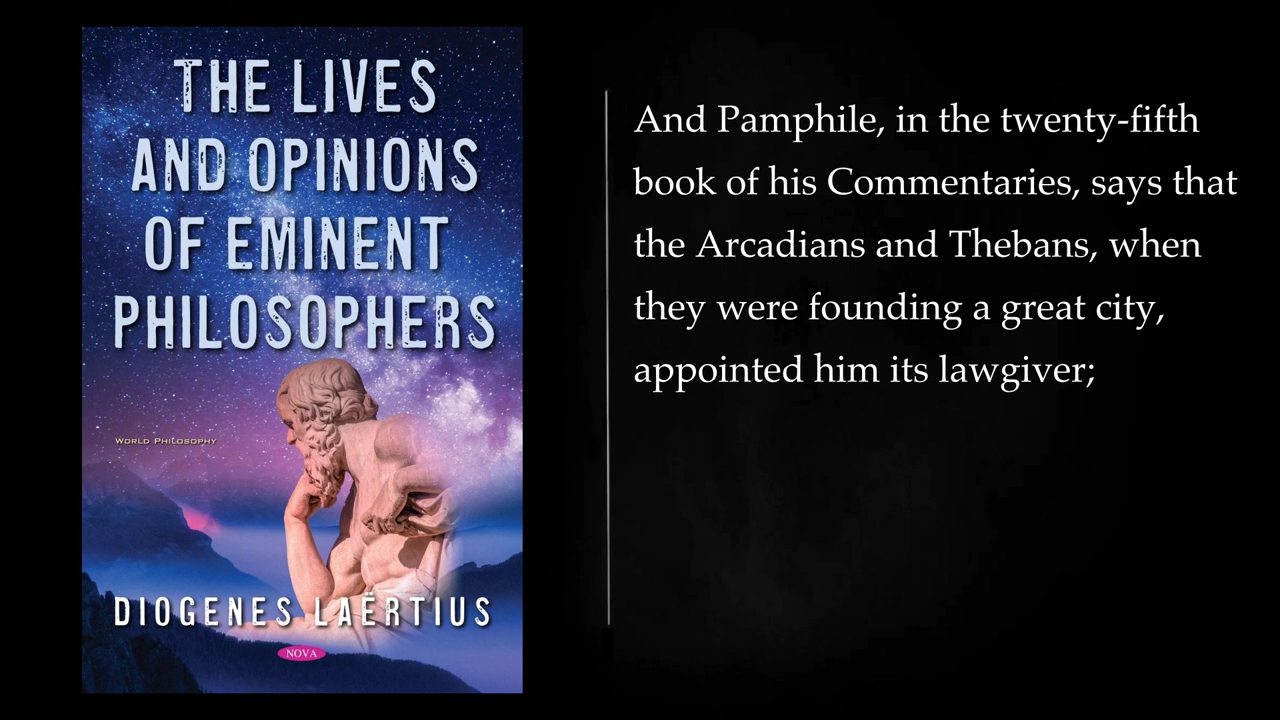 THE LIVES
AND OPINIONS
OF EMINENT
PHILOSOPHERS
WORLD PHILOSOPHY
DIOGENES LAËRTIUS
NOVA
And Pamphile, in the twenty-fifth
book of his Commentaries, says that
the Arcadians and Thebans, when
they were founding a great city,
appointed him its lawgiver;